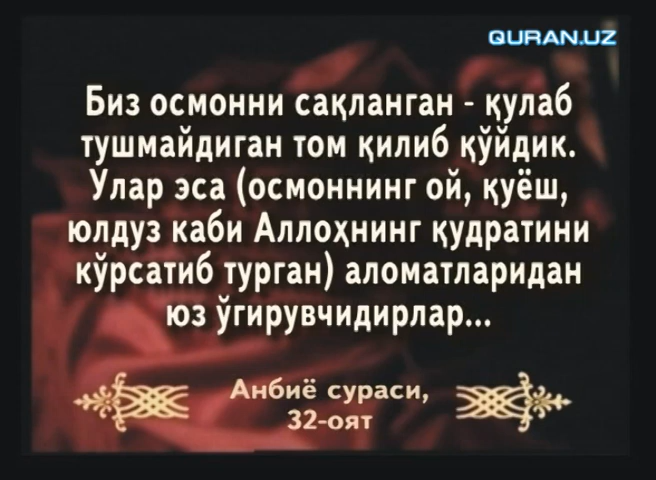 QURAN.UZ
Биз осмонни сақланган - қулаб
тушмайдиган том қилиб қўйдик.
Улар эса (осмоннинг ой, қуёш,
юлдуз каби Аллоҳнинг қудратини
кўрсатиб турган) аломатларидан
юз ўгирувчидирлар...
Анбиё сураси,
32-оят